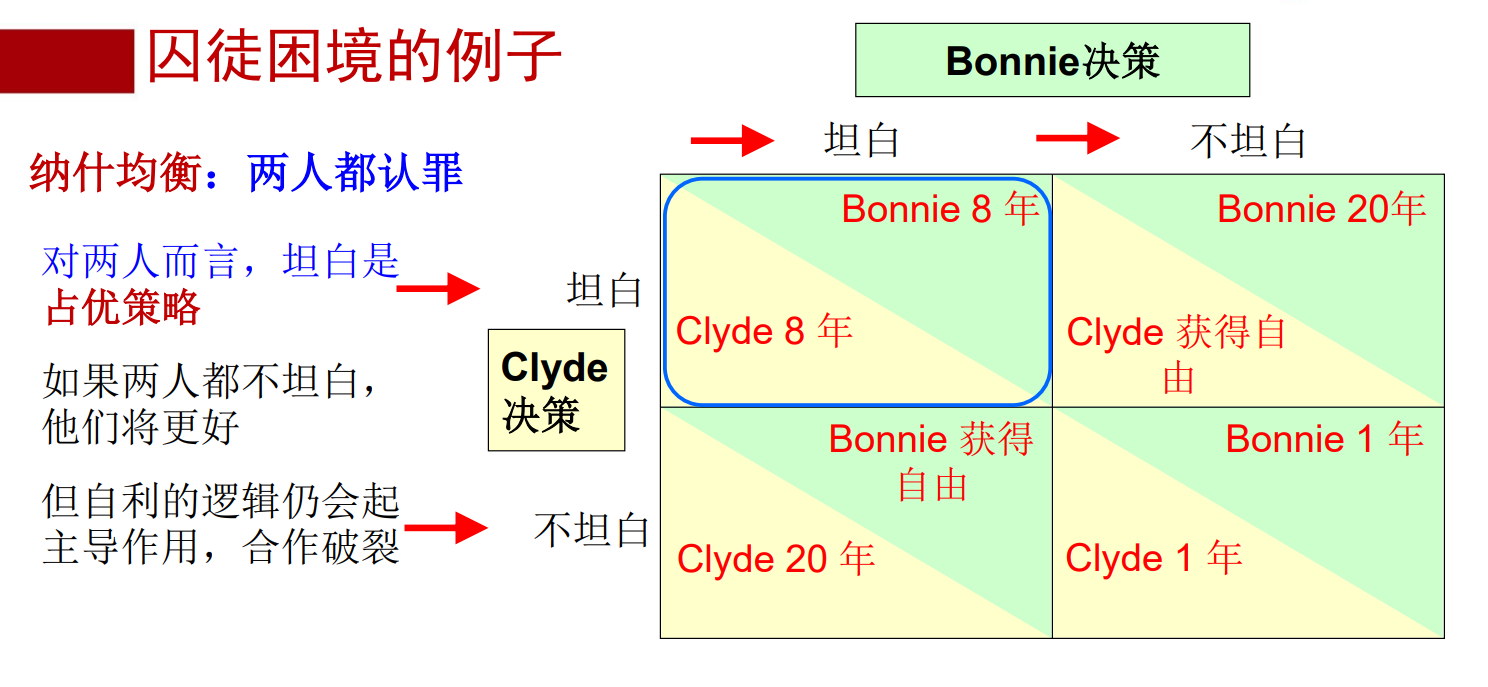 囚徒困境的例子
纳什均衡：两人都认罪
对两人而言，坦白是
占优策略
如果两人都不坦白，
他们将更好
但自利的逻辑仍会起
主导作用，合作破裂
Bonnie决策
坦白
不坦白
Clyde
决策
坦白
Bonnie 8 年
Clyde 8 年
Bonnie 20年
Clyde 获得自
由
不坦白
Bonnie 获得
自由
Clyde 20 年
Bonnie 1 年
Clyde 1 年